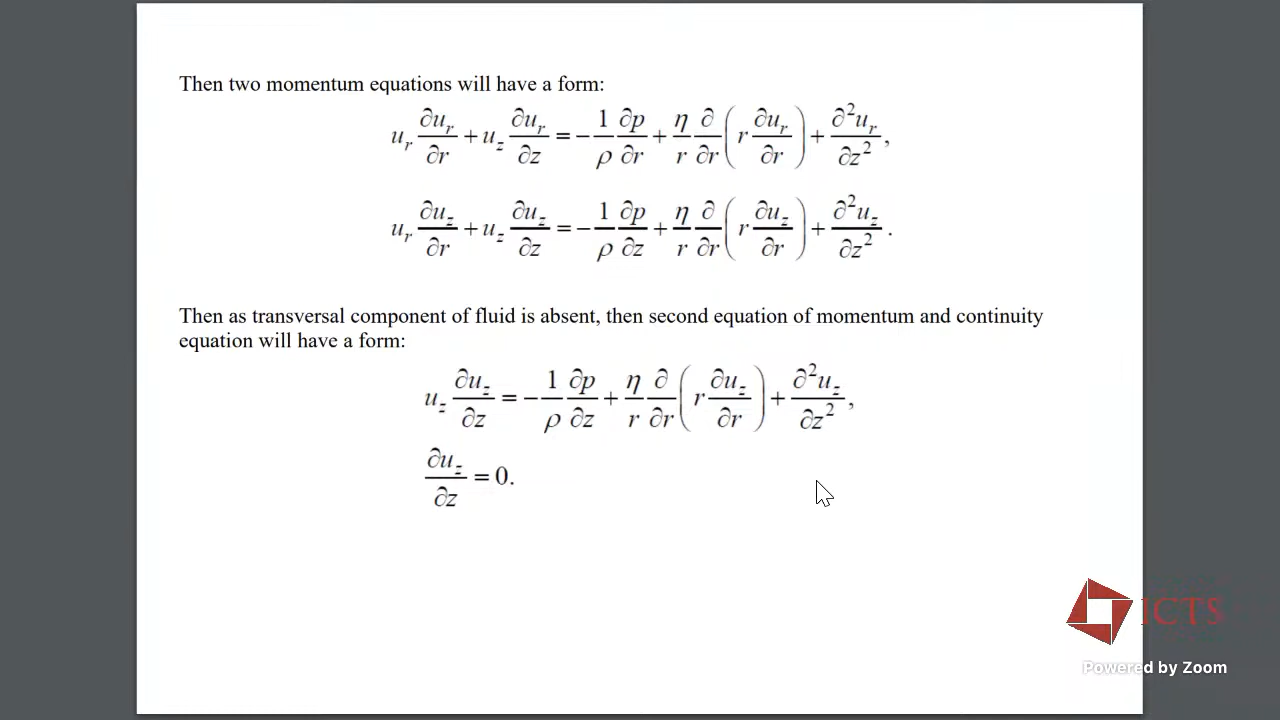 Then two momentum equations will have a form:
u_r ∂u_r/∂r + u_z ∂u_r/∂z = −1/ρ ∂p/∂r + η/r ∂/∂r (r ∂u_r/∂r) + ∂²u_r/∂z²,
u_r ∂u_z/∂r + u_z ∂u_z/∂z = −1/ρ ∂p/∂z + η/r ∂/∂r (r ∂u_z/∂r) + ∂²u_z/∂z².
Then as transversal component of fluid is absent, then second equation of momentum and continuity
equation will have a form:
u_z ∂u_z/∂z = −1/ρ ∂p/∂z + η/r ∂/∂r (r ∂u_z/∂r) + ∂²u_z/∂z²,
∂u_z/∂z = 0.
ICTS
Powered by Zoom